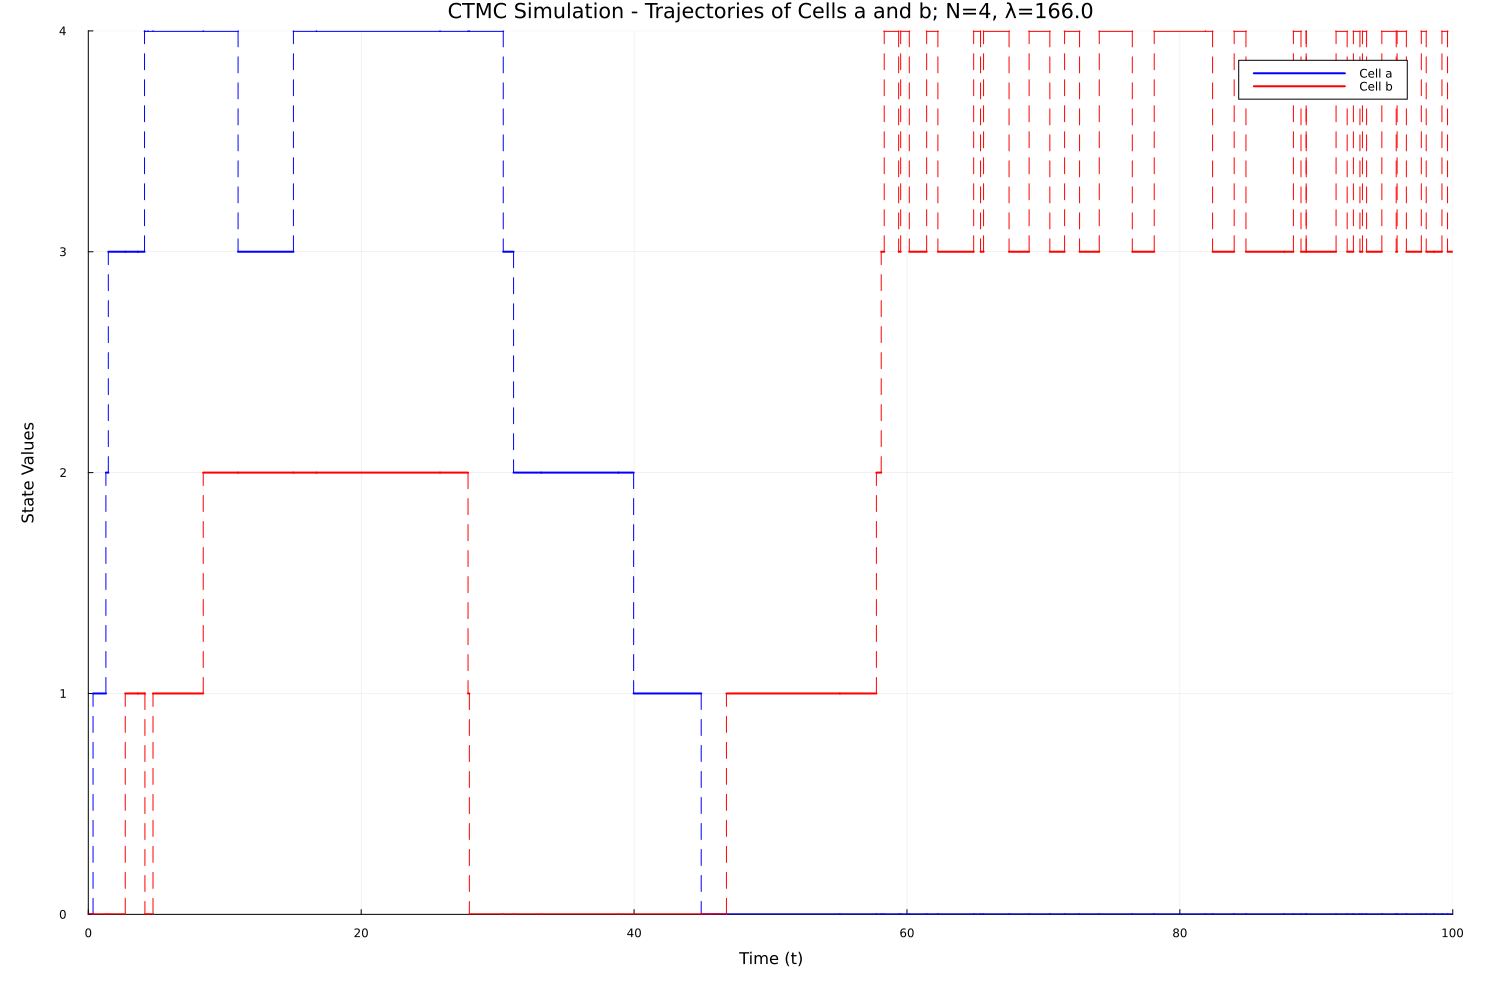 CTMC Simulation - Trajectories of Cells a and b; N=4, λ=166.0
4
Cell a
Cell b
3
State Values
2
1
0
0 20 40 60 80 100
Time (t)